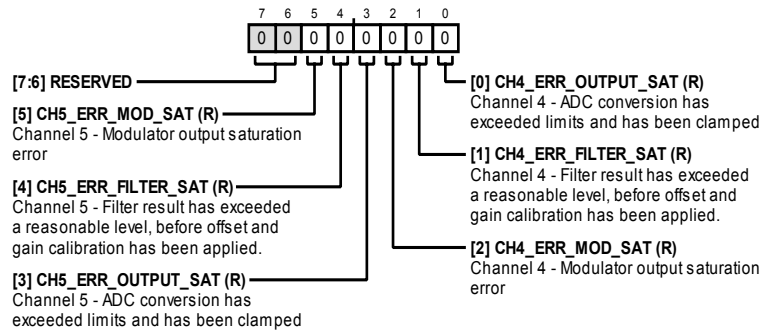 7 6 5 4 3 2 1 0
0 0 0 0 0 0 0 0
[7:6] RESERVED
[5] CH5_ERR_MOD_SAT (R)
Channel 5 - Modulator output saturation
error
[4] CH5_ERR_FILTER_SAT (R)
Channel 5 - Filter result has exceeded
a reasonable level, before offset and
gain calibration has been applied.
[3] CH5_ERR_OUTPUT_SAT (R)
Channel 5 - ADC conversion has
exceeded limits and has been clamped
[0] CH4_ERR_OUTPUT_SAT (R)
Channel 4 - ADC conversion has
exceeded limits and has been clamped
[1] CH4_ERR_FILTER_SAT (R)
Channel 4 - Filter result has exceeded
a reasonable level, before offset and
gain calibration has been applied.
[2] CH4_ERR_MOD_SAT (R)
Channel 4 - Modulator output saturation
error